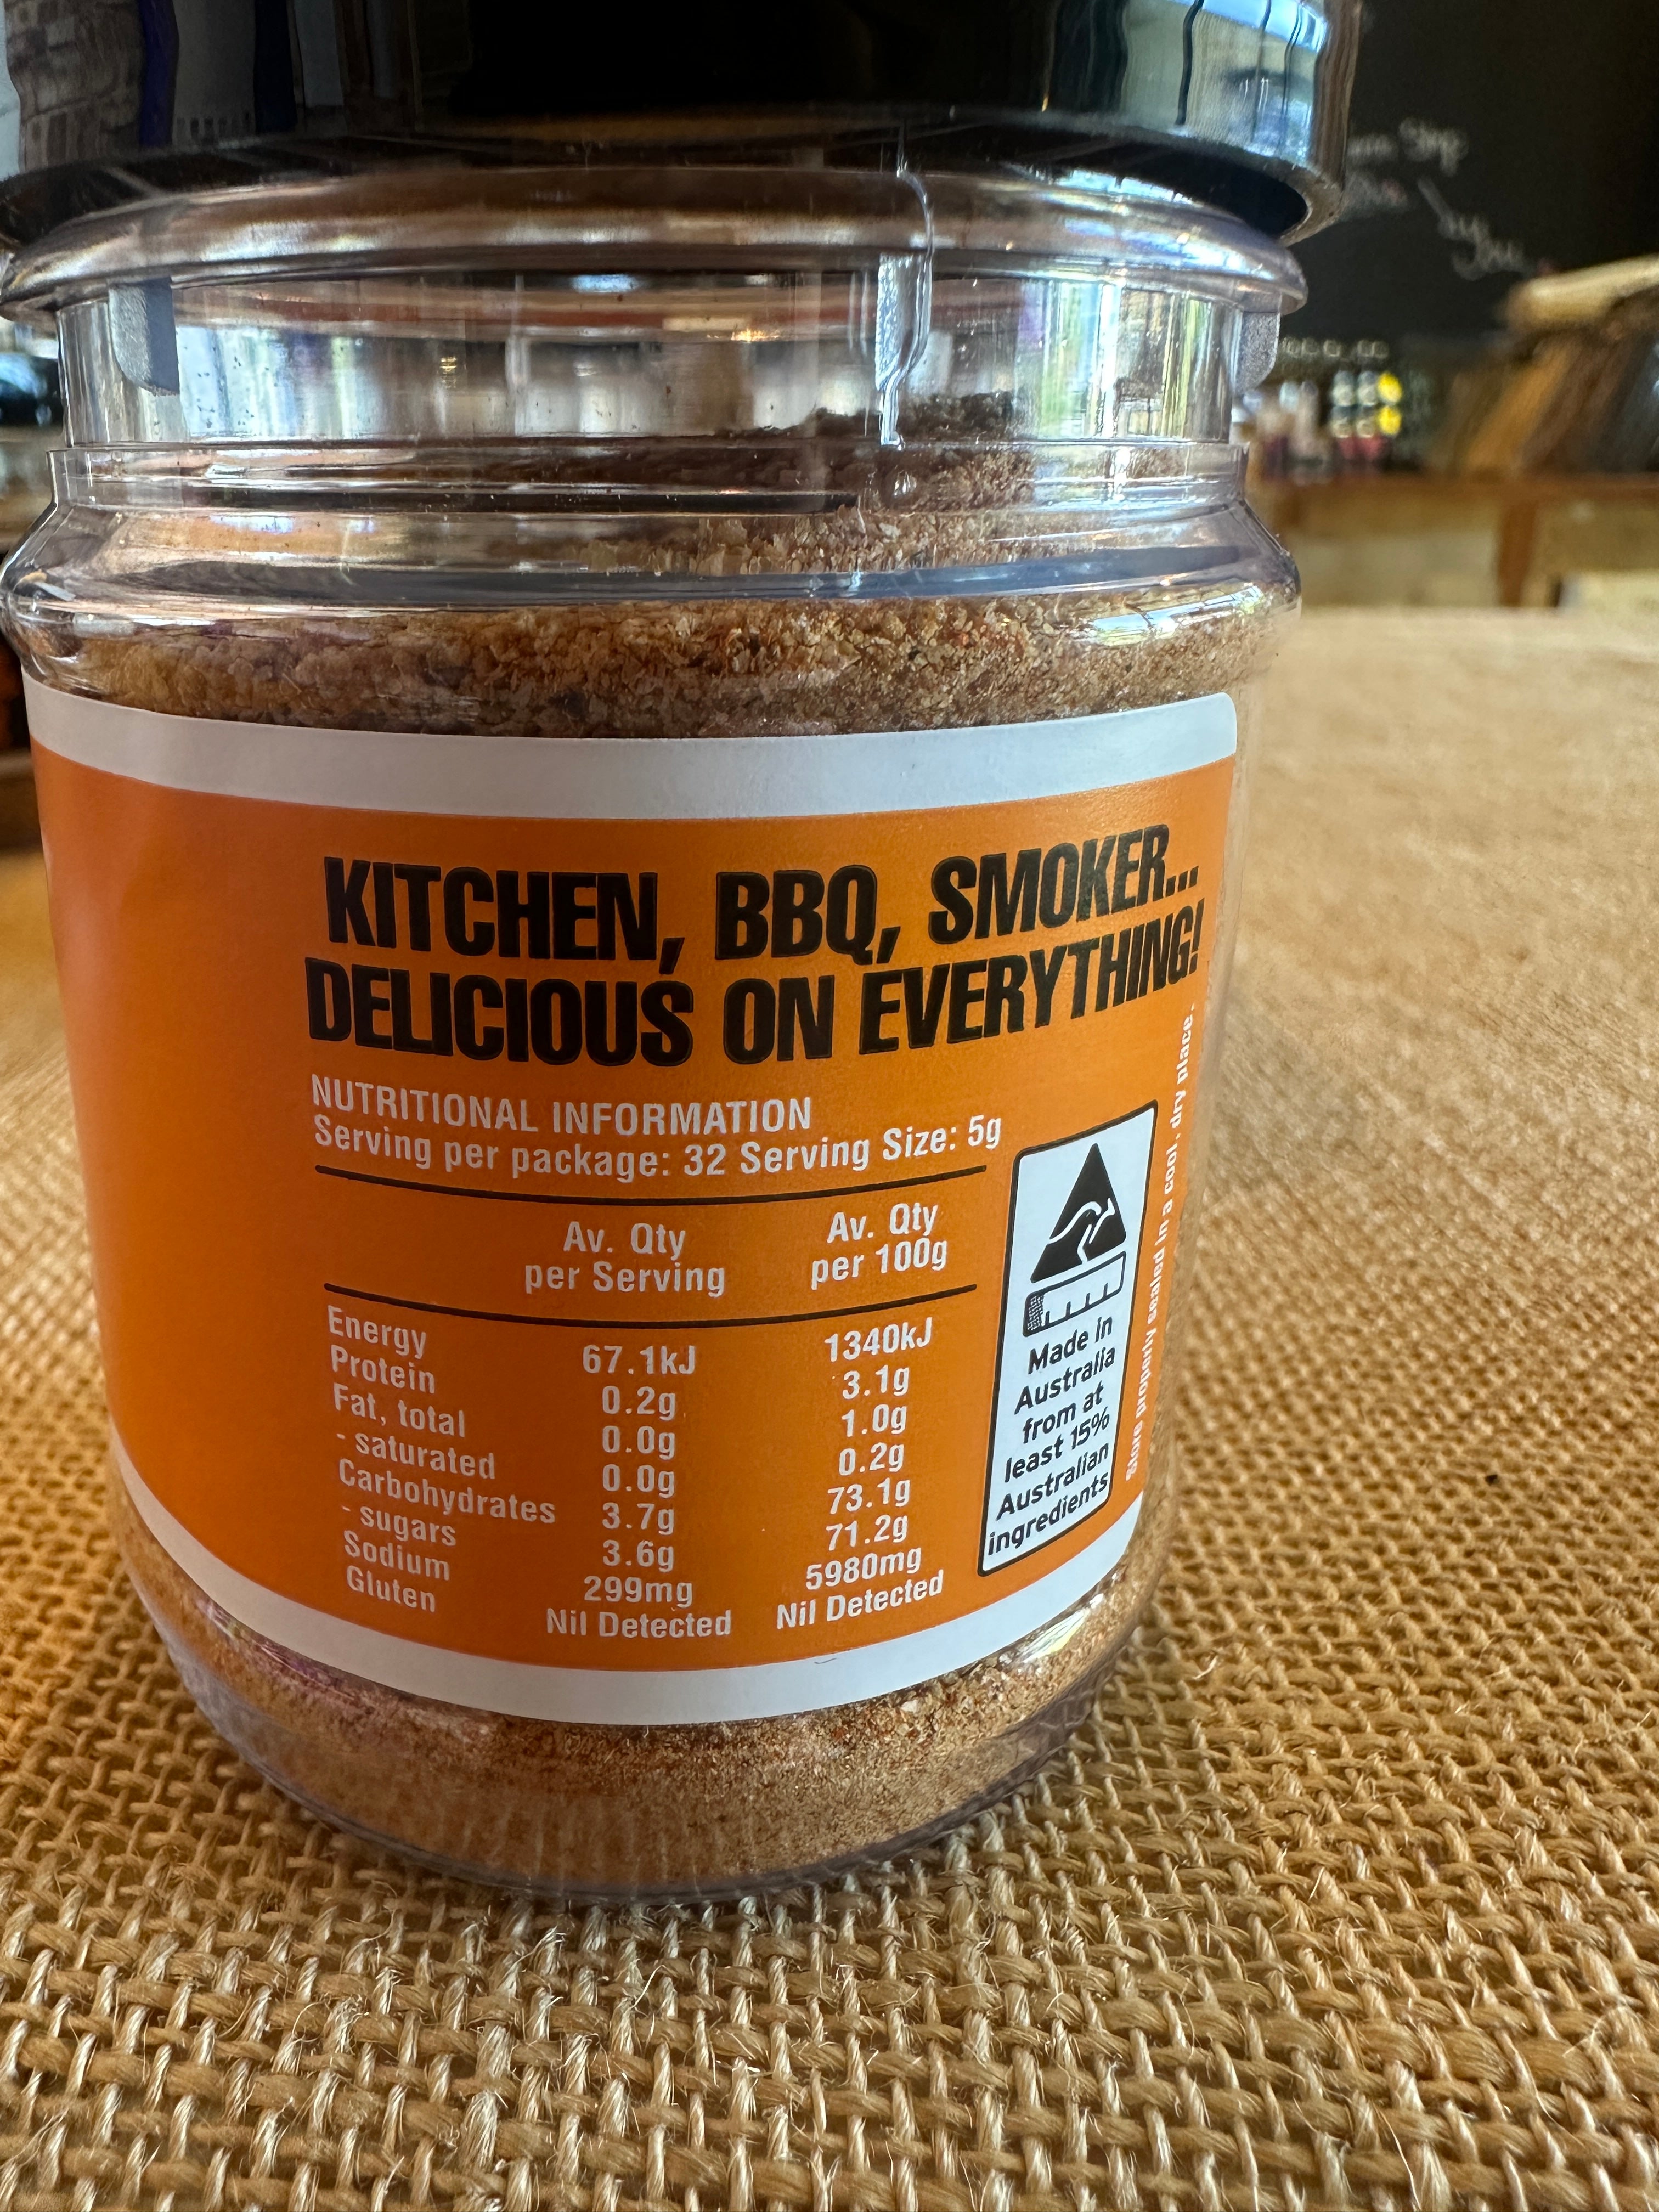 KITCHEN, BBQ, SMOKER...
DELICIOUS ON EVERYTHING!
NUTRITIONAL INFORMATION
Serving per package: 32 Serving Size: 5g
Av. Qty per Serving Av. Qty per 100g
Energy 67.1kJ 1340kJ
Protein 0.2g 3.1g
Fat, total 0.0g 1.0g
- saturated 0.0g 0.2g
Carbohydrates 3.7g 73.1g
- sugars 3.6g 71.2g
Sodium 299mg 5980mg
Gluten Nil Detected Nil Detected
Made in
Australia
from at
least 15%
Australian
ingredients
Store properly sealed in a cool, dry place.